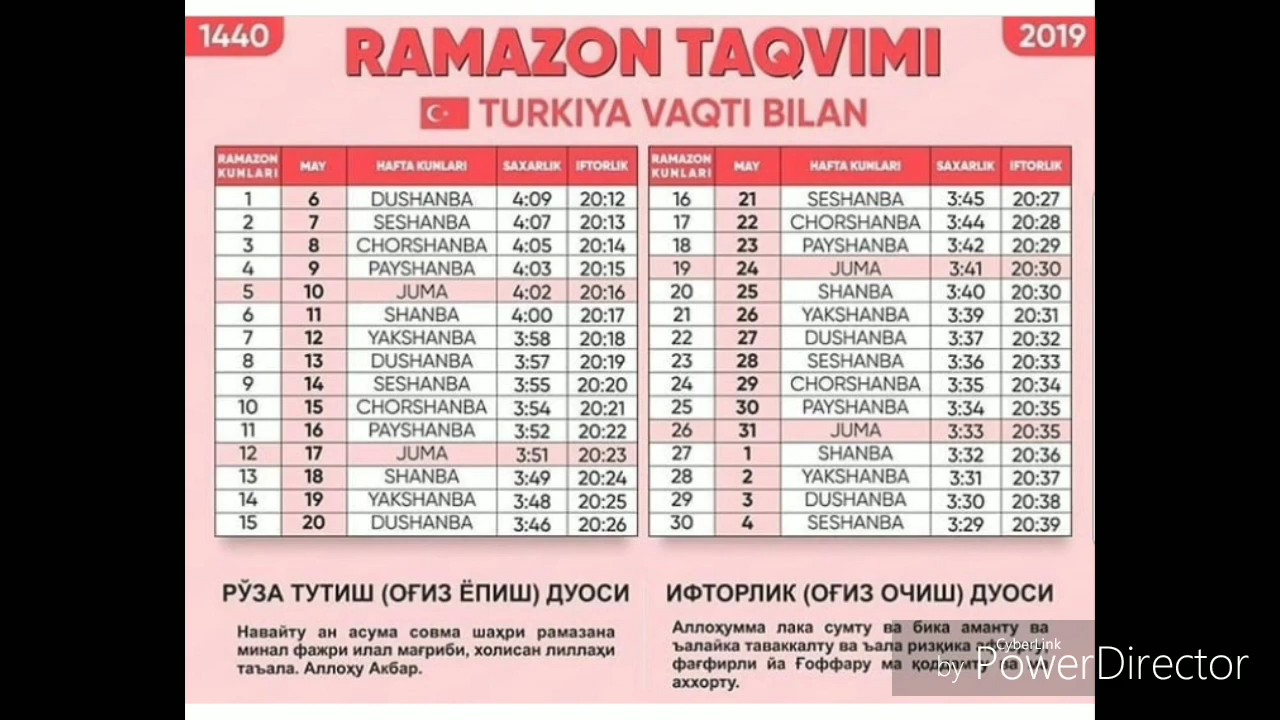 1440
RAMAZON TAQVIMI
2019
TURKIYA VAQTI BILAN
RAMAZON KUNLARI MAY HAFTA KUNLARI SAXARLIK IFTORLIK
1 6 DUSHANBA 4:09 20:12
2 7 SESHANBA 4:07 20:13
3 8 CHORSHANBA 4:05 20:14
4 9 PAYSHANBA 4:03 20:15
5 10 JUMA 4:02 20:16
6 11 SHANBA 4:00 20:17
7 12 YAKSHANBA 3:58 20:18
8 13 DUSHANBA 3:57 20:19
9 14 SESHANBA 3:55 20:20
10 15 CHORSHANBA 3:54 20:21
11 16 PAYSHANBA 3:52 20:22
12 17 JUMA 3:51 20:23
13 18 SHANBA 3:49 20:24
14 19 YAKSHANBA 3:48 20:25
15 20 DUSHANBA 3:46 20:26
RAMAZON KUNLARI MAY HAFTA KUNLARI SAXARLIK IFTORLIK
16 21 SESHANBA 3:45 20:27
17 22 CHORSHANBA 3:44 20:28
18 23 PAYSHANBA 3:42 20:29
19 24 JUMA 3:41 20:30
20 25 SHANBA 3:40 20:30
21 26 YAKSHANBA 3:39 20:31
22 27 DUSHANBA 3:37 20:32
23 28 SESHANBA 3:36 20:33
24 29 CHORSHANBA 3:35 20:34
25 30 PAYSHANBA 3:34 20:35
26 31 JUMA 3:33 20:35
27 1 SHANBA 3:32 20:36
28 2 YAKSHANBA 3:31 20:37
29 3 DUSHANBA 3:30 20:38
30 4 SESHANBA 3:29 20:39
РЎЗА ТУТИШ (ОҒИЗ ЁПИШ) ДУОСИ
Навайту ан асума совма шаҳри рамазана
минал фажри илал мағриби, холисан лиллаҳи
таъала. Аллоҳу Акбар.
ИФТОРЛИК (ОҒИЗ ОЧИШ) ДУОСИ
Аллоҳумма лака сумту ва бика аманту ва
ъалайка таваккалту ва ъала ризқика
фағфирли йа Ғоффару ма
аххорту.
CyberLink
by PowerDirector